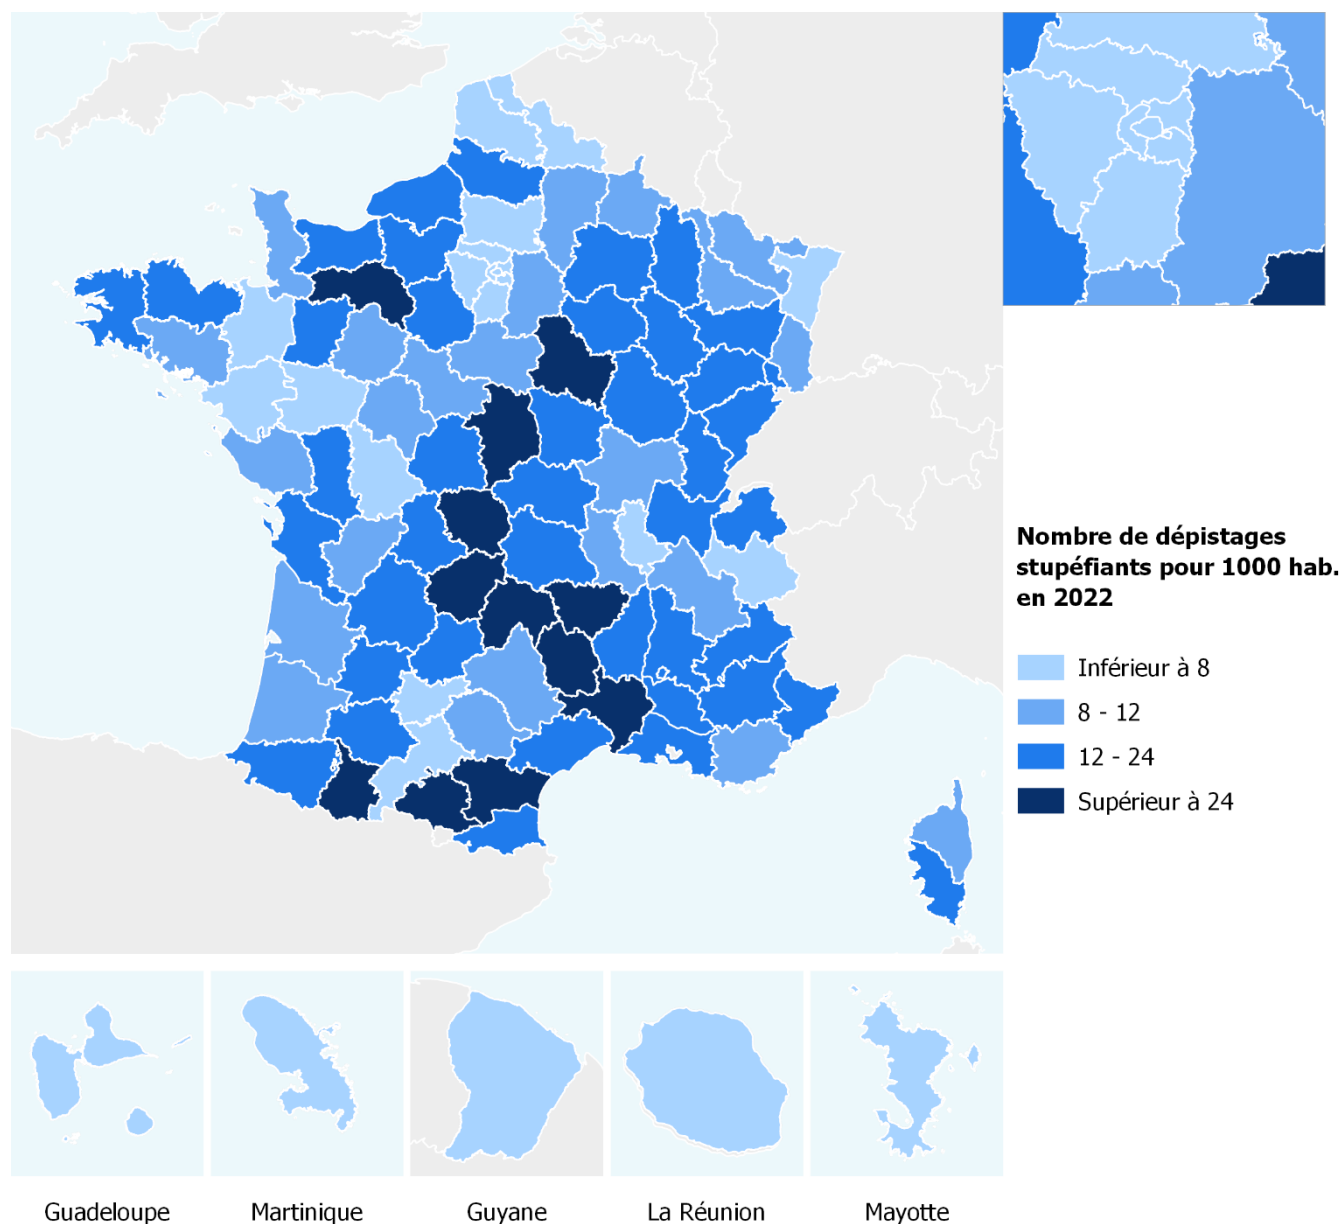 Nombre de dépistages
stupéfiants pour 1000 hab.
en 2022
Inférieur à 8
8 - 12
12 - 24
Supérieur à 24
Guadeloupe
Martinique
Guyane
La Réunion
Mayotte